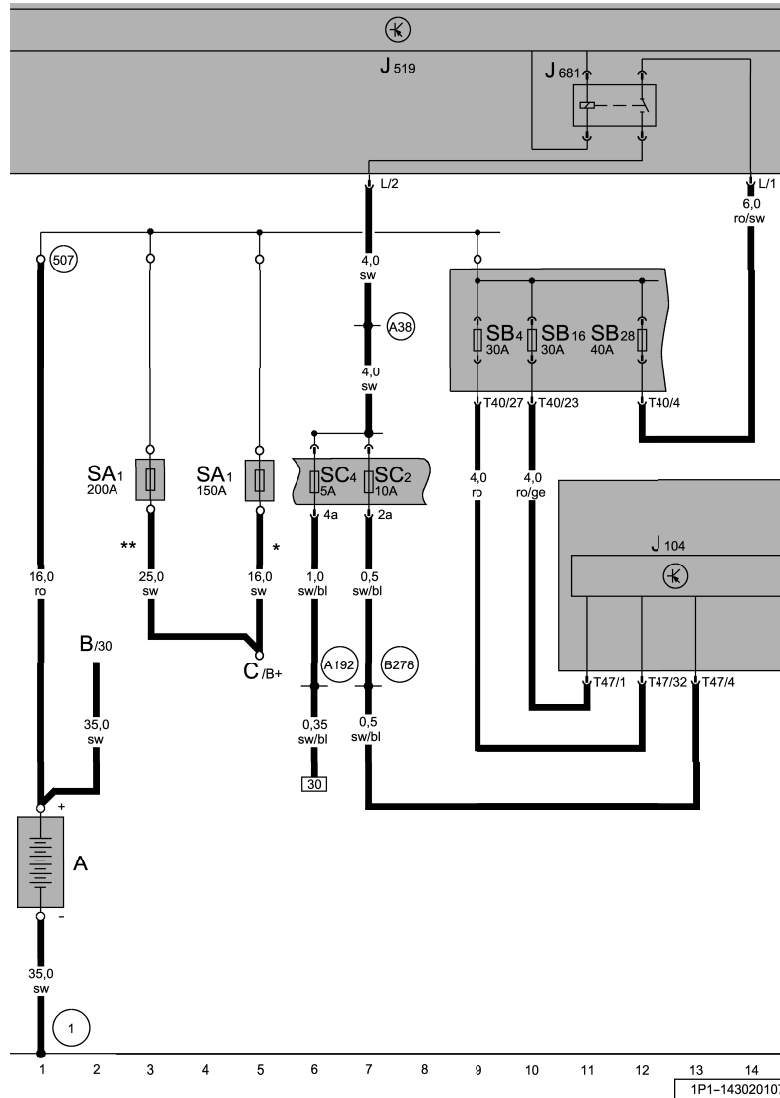 J 519
J 681
L/2
L/1
6,0
ro/sw
507
4,0
sw
A38
4,0
sw
SB4
30A
SB16
30A
SB28
40A
T40/27
T40/23
T40/4
SA1
200A
SA1
150A
SC4
5A
SC2
10A
4a
2a
4,0
ro
4,0
ro/ge
**
*
J 104
16,0
ro
25,0
sw
16,0
sw
1,0
sw/bl
0,5
sw/bl
B/30
C/B+
A192
B278
T47/1
T47/32
T47/4
35,0
sw
0,35
sw/bl
0,5
sw/bl
30
+
A
-
35,0
sw
1
1 2 3 4 5 6 7 8 9 10 11 12 13 14